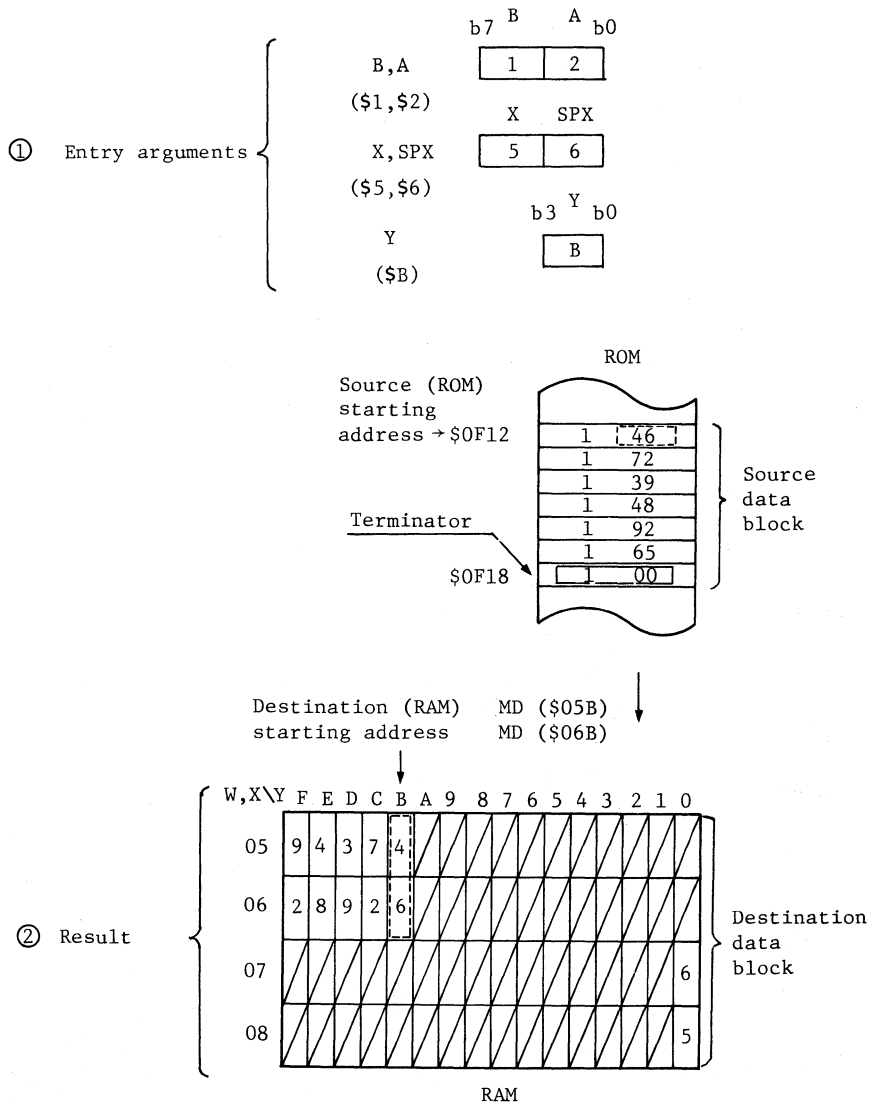 B A
b7 b0
B,A 1 2
($1,$2)
X SPX
① Entry arguments X,SPX 5 6
($5,$6)
Y
b3 b0
Y
B
($B)
ROM
Source (ROM)
starting
address → $0F12 1 46
1 72
1 39
Source
data
block
1 48
Terminator
1 92
1 65
$0F18 1 00
Destination (RAM) MD ($05B)
starting address MD ($06B)
W,X\Y F E D C B A 9 8 7 6 5 4 3 2 1 0
05 9 4 3 7 4
06 2 8 9 2 6
② Result
Destination
data
block
07 6
08 5
RAM